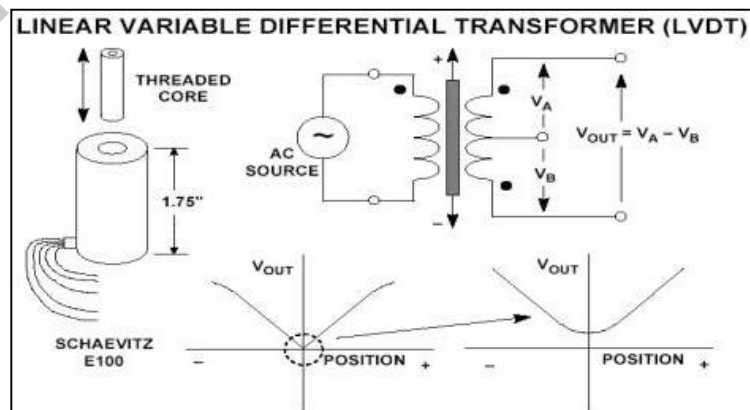 LINEAR VARIABLE DIFFERENTIAL TRANSFORMER (LVDT)
THREADED
CORE
1.75"
SCHAEVITZ
E100
AC
SOURCE
~
+
–
VA
VB
VOUT = VA – VB
VOUT
–
POSITION
+
VOUT
–
POSITION
+